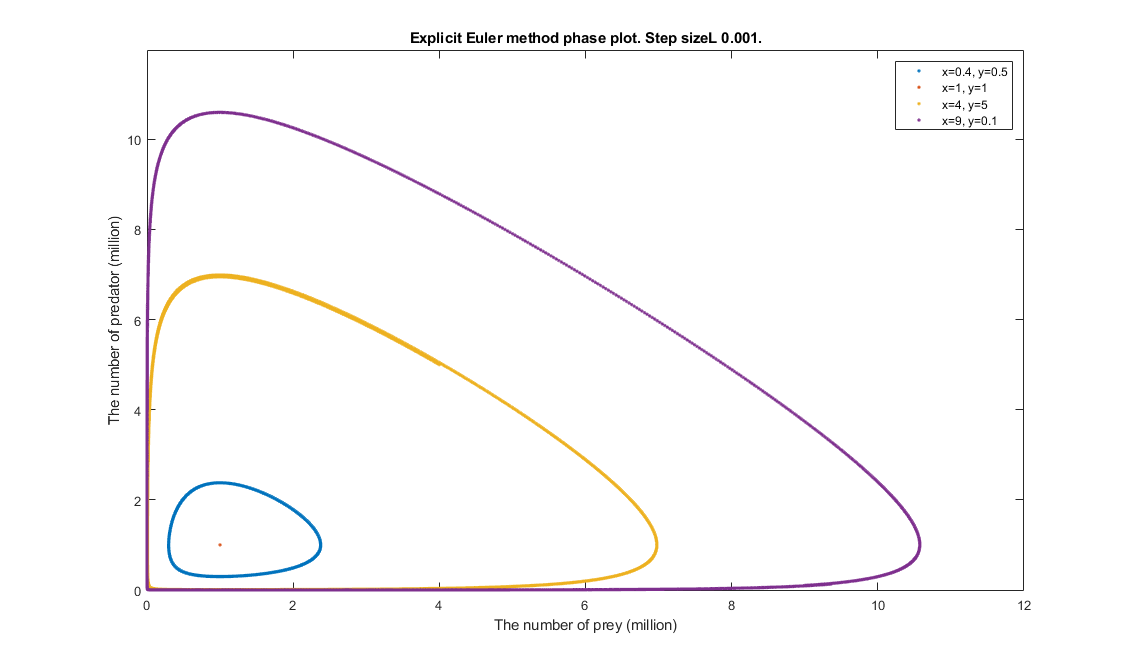 Explicit Euler method phase plot. Step sizeL 0.001.
x=0.4, y=0.5
x=1, y=1
x=4, y=5
x=9, y=0.1
10
8
6
4
2
0
The number of predator (million)
0 2 4 6 8 10 12
The number of prey (million)